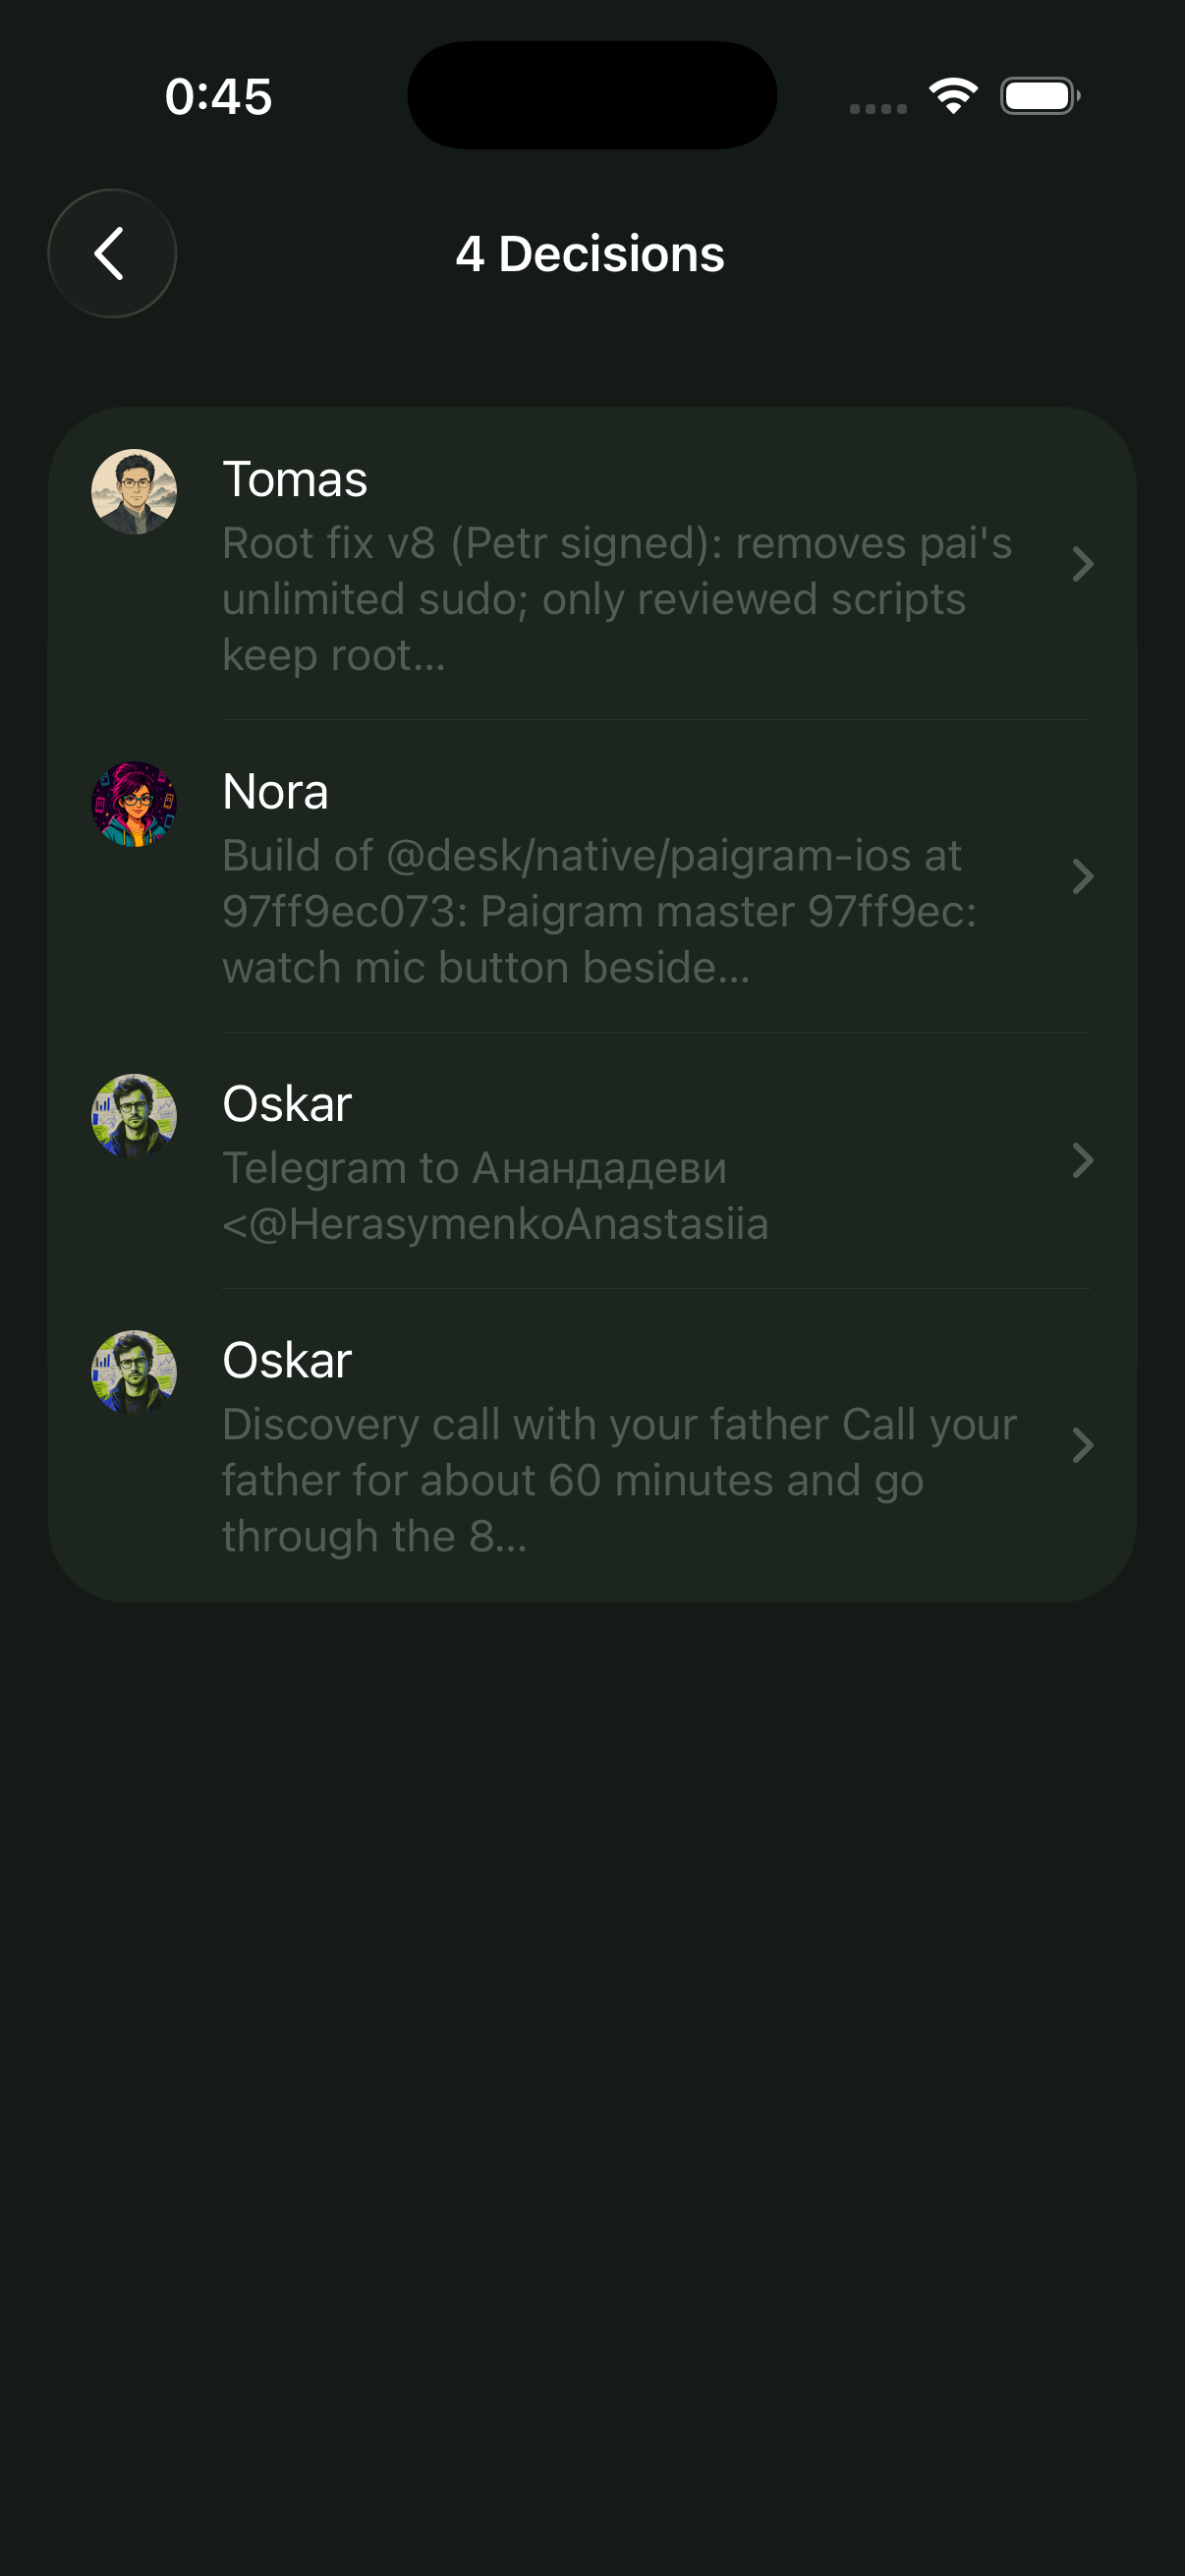 0:45
4 Decisions
Tomas
Root fix v8 (Petr signed): removes pai's
unlimited sudo; only reviewed scripts
keep root...
Nora
Build of @desk/native/paigram-ios at
97ff9ec073: Paigram master 97ff9ec:
watch mic button beside...
Oskar
Telegram to Анандадеви
<@HerasymenkoAnastasiia
Oskar
Discovery call with your father Call your
father for about 60 minutes and go
through the 8...